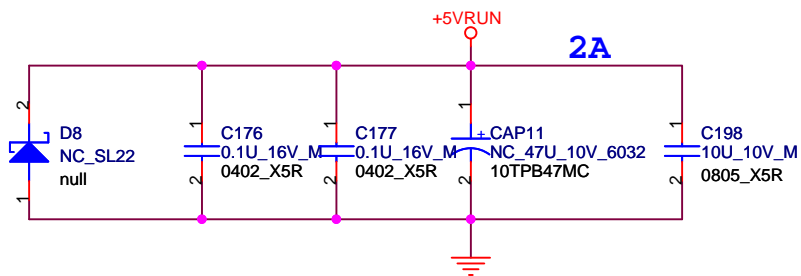 +5VRUN
2A
2
D8
NC_SL22
null
1
1
C176
0.1U_16V_M
0402_X5R
2
1
C177
0.1U_16V_M
0402_X5R
2
1
+
CAP11
NC_47U_10V_6032
10TPB47MC
2
1
C198
10U_10V_M
0805_X5R
2